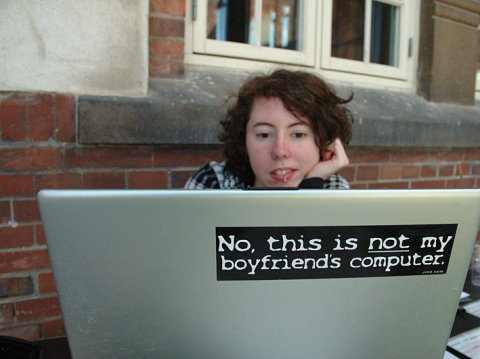 No, this is not my
boyfriend's computer.